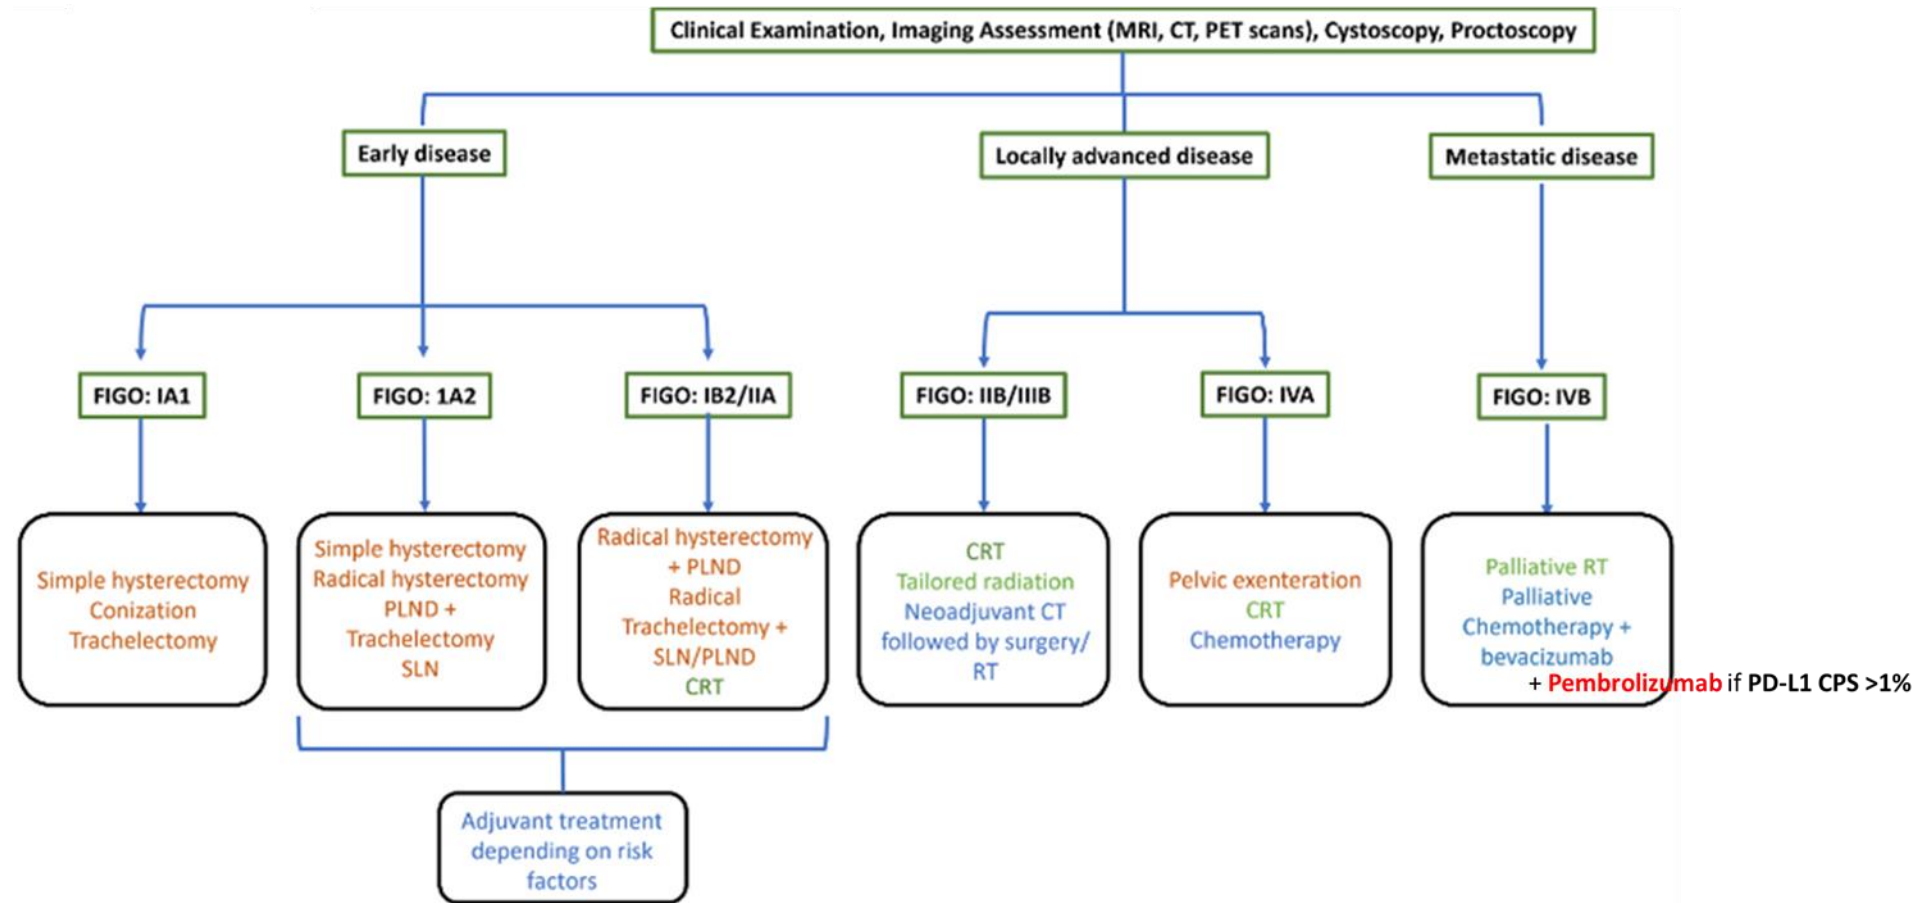 Clinical Examination, Imaging Assessment (MRI, CT, PET scans), Cystoscopy, Proctoscopy
Early disease
Locally advanced disease
Metastatic disease
FIGO: IA1
FIGO: 1A2
FIGO: IB2/IIA
FIGO: IIB/IIIB
FIGO: IVA
FIGO: IVB
Simple hysterectomy
Conization
Trachelectomy
Simple hysterectomy
Radical hysterectomy
PLND +
Trachelectomy
SLN
Radical hysterectomy
+ PLND
Radical
Trachelectomy +
SLN/PLND
CRT
CRT
Tailored radiation
Neoadjuvant CT
followed by surgery/
RT
Pelvic exenteration
CRT
Chemotherapy
Palliative RT
Palliative
Chemotherapy +
bevacizumab
+ Pembrolizumab if PD-L1 CPS >1%
Adjuvant treatment
depending on risk
factors